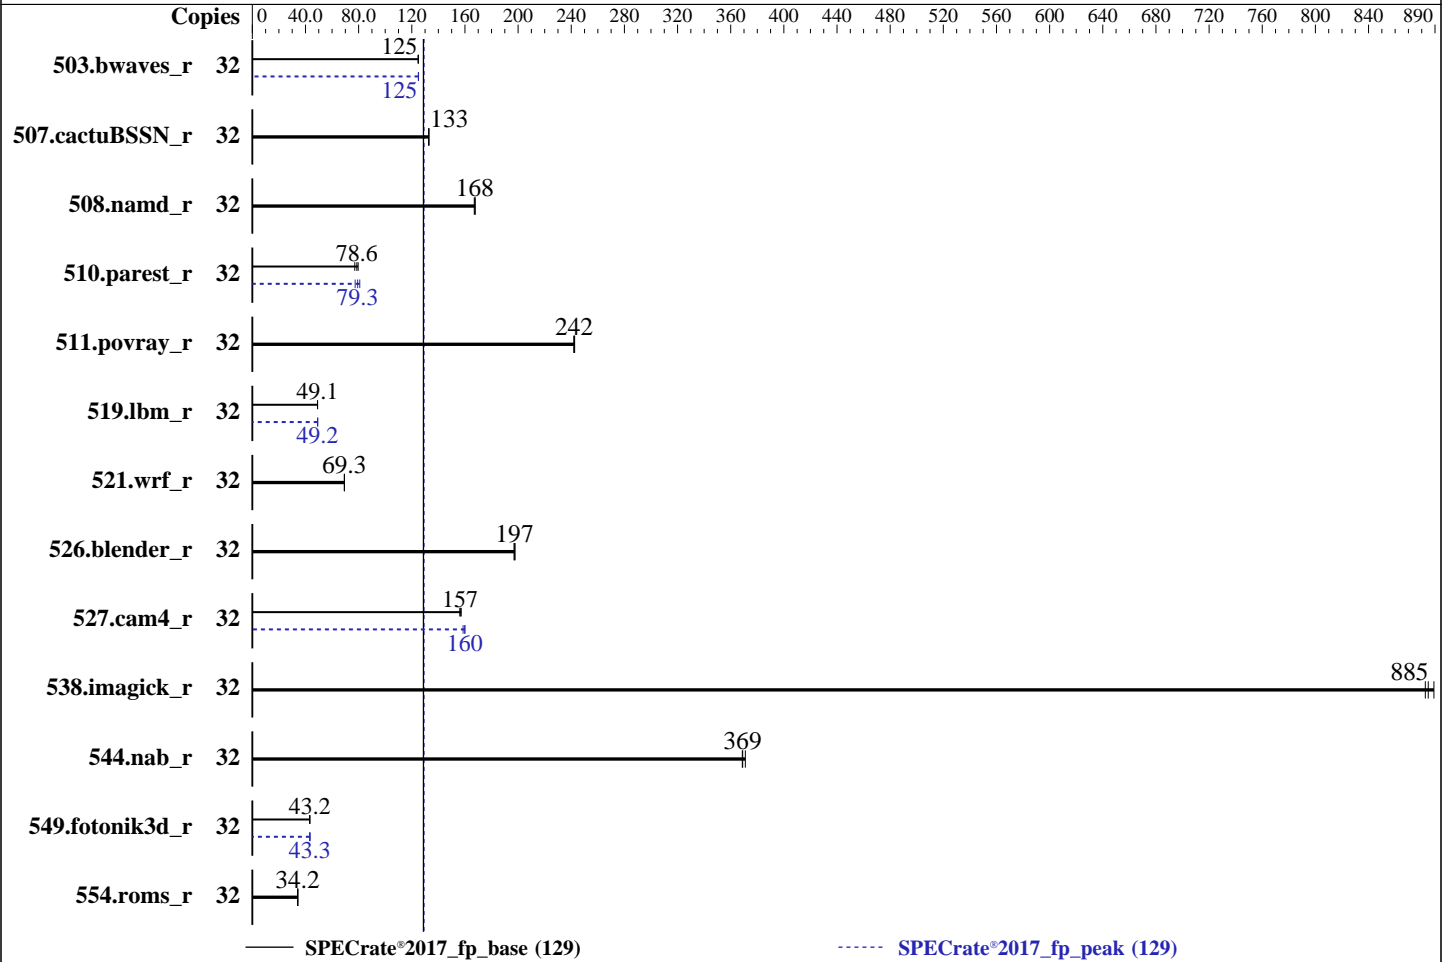 Copies 0 40.0 80.0 120 160 200 240 280 320 360 400 440 480 520 560 600 640 680 720 760 800 840 890
503.bwaves_r 32 125
125
507.cactuBSSN_r 32 133
508.namd_r 32 168
510.parest_r 32 78.6
79.3
511.povray_r 32 242
519.lbm_r 32 49.1
49.2
521.wrf_r 32 69.3
526.blender_r 32 197
527.cam4_r 32 157
160
538.imagick_r 32 885
544.nab_r 32 369
549.fotonik3d_r 32 43.2
43.3
554.roms_r 32 34.2
SPECrate®2017_fp_base (129) SPECrate®2017_fp_peak (129)